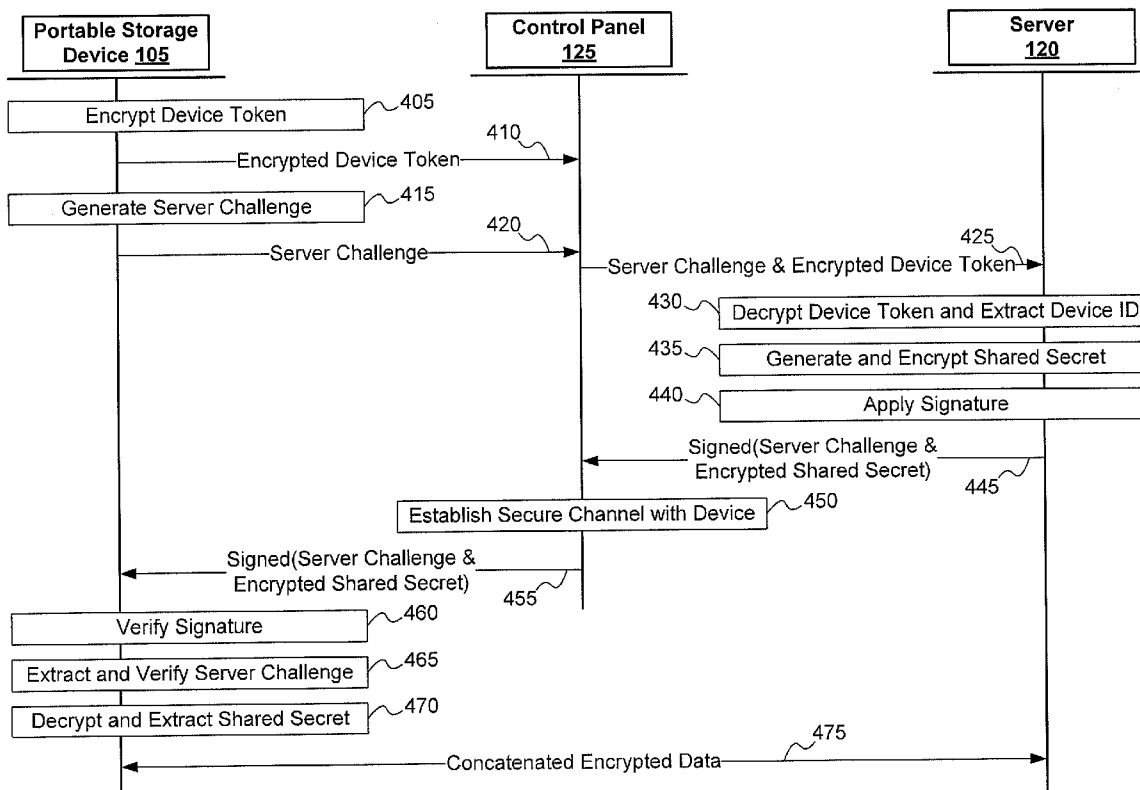 Portable Storage
Device 105
Control Panel
125
Server
120
Encrypt Device Token
405
410
Encrypted Device Token
Generate Server Challenge
415
420
Server Challenge
425
Server Challenge & Encrypted Device Token
430
Decrypt Device Token and Extract Device ID
435
Generate and Encrypt Shared Secret
440
Apply Signature
Signed(Server Challenge &
Encrypted Shared Secret)
445
Establish Secure Channel with Device
450
Signed(Server Challenge &
Encrypted Shared Secret)
455
Verify Signature
460
Extract and Verify Server Challenge
465
Decrypt and Extract Shared Secret
470
475
Concatenated Encrypted Data